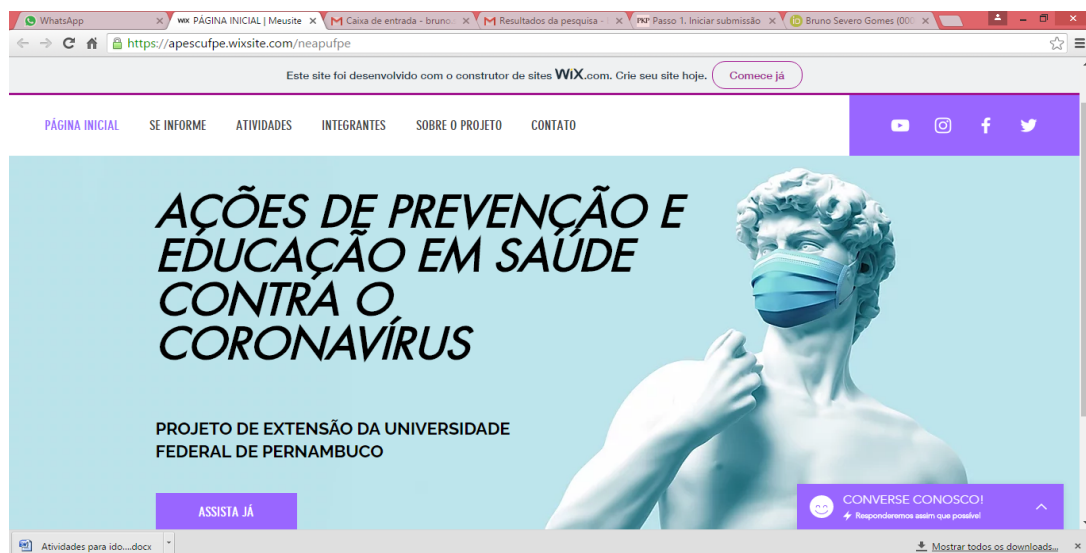 WhatsApp
WiX PÁGINA INICIAL | Meusite
Caixa de entrada - bruno.
Resultados da pesquisa -
PKP Passo 1. Iniciar submissão
iD Bruno Severo Gomes (000
https://apescufpe.wixsite.com/neapufpe
Este site foi desenvolvido com o construtor de sites WiX.com. Crie seu site hoje. Comece já
PÁGINA INICIAL SE INFORME ATIVIDADES INTEGRANTES SOBRE O PROJETO CONTATO
AÇÕES DE PREVENÇÃO E
EDUCAÇÃO EM SAÚDE
CONTRA O
CORONAVÍRUS
PROJETO DE EXTENSÃO DA UNIVERSIDADE
FEDERAL DE PERNAMBUCO
ASSISTA JÁ
CONVERSE CONOSCO!
Responderemos assim que possível
Atividades para ido....docx
Mostrar todos os downloads...